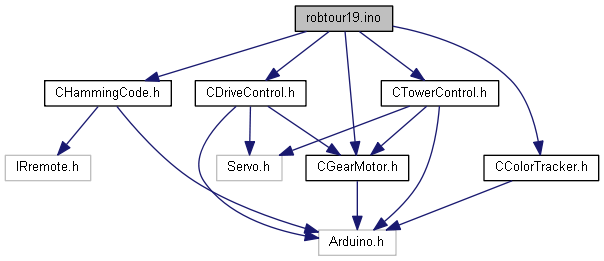 robtour19.ino
CHammingCode.h
CDriveControl.h
CTowerControl.h
IRremote.h
Servo.h
CGearMotor.h
CColorTracker.h
Arduino.h